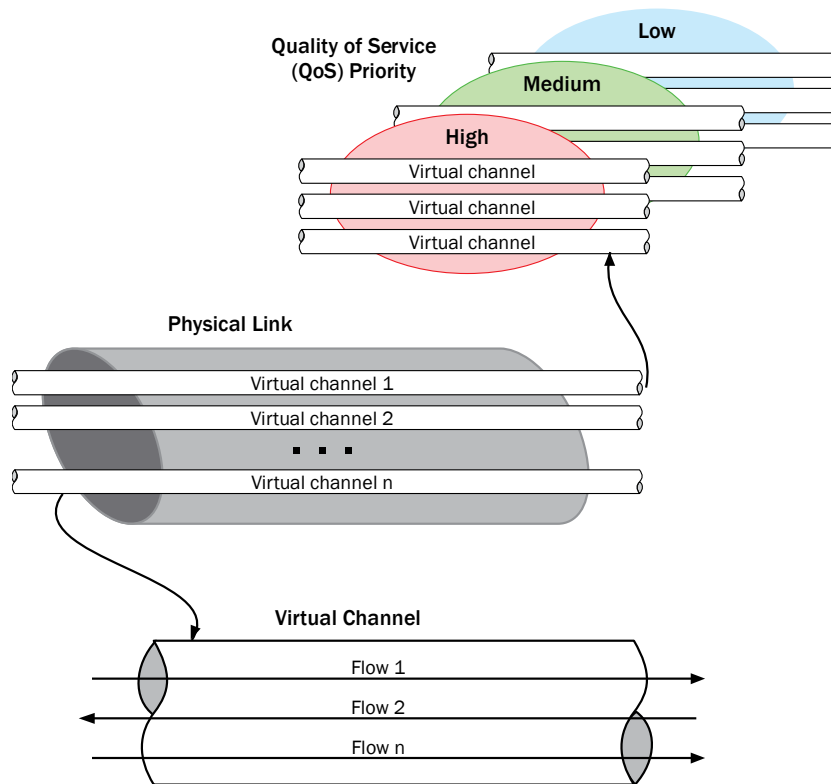 Low
Quality of Service
(QoS) Priority
Medium
High
Virtual channel
Virtual channel
Virtual channel
Physical Link
Virtual channel 1
Virtual channel 2
. . .
Virtual channel n
Virtual Channel
Flow 1
Flow 2
Flow n